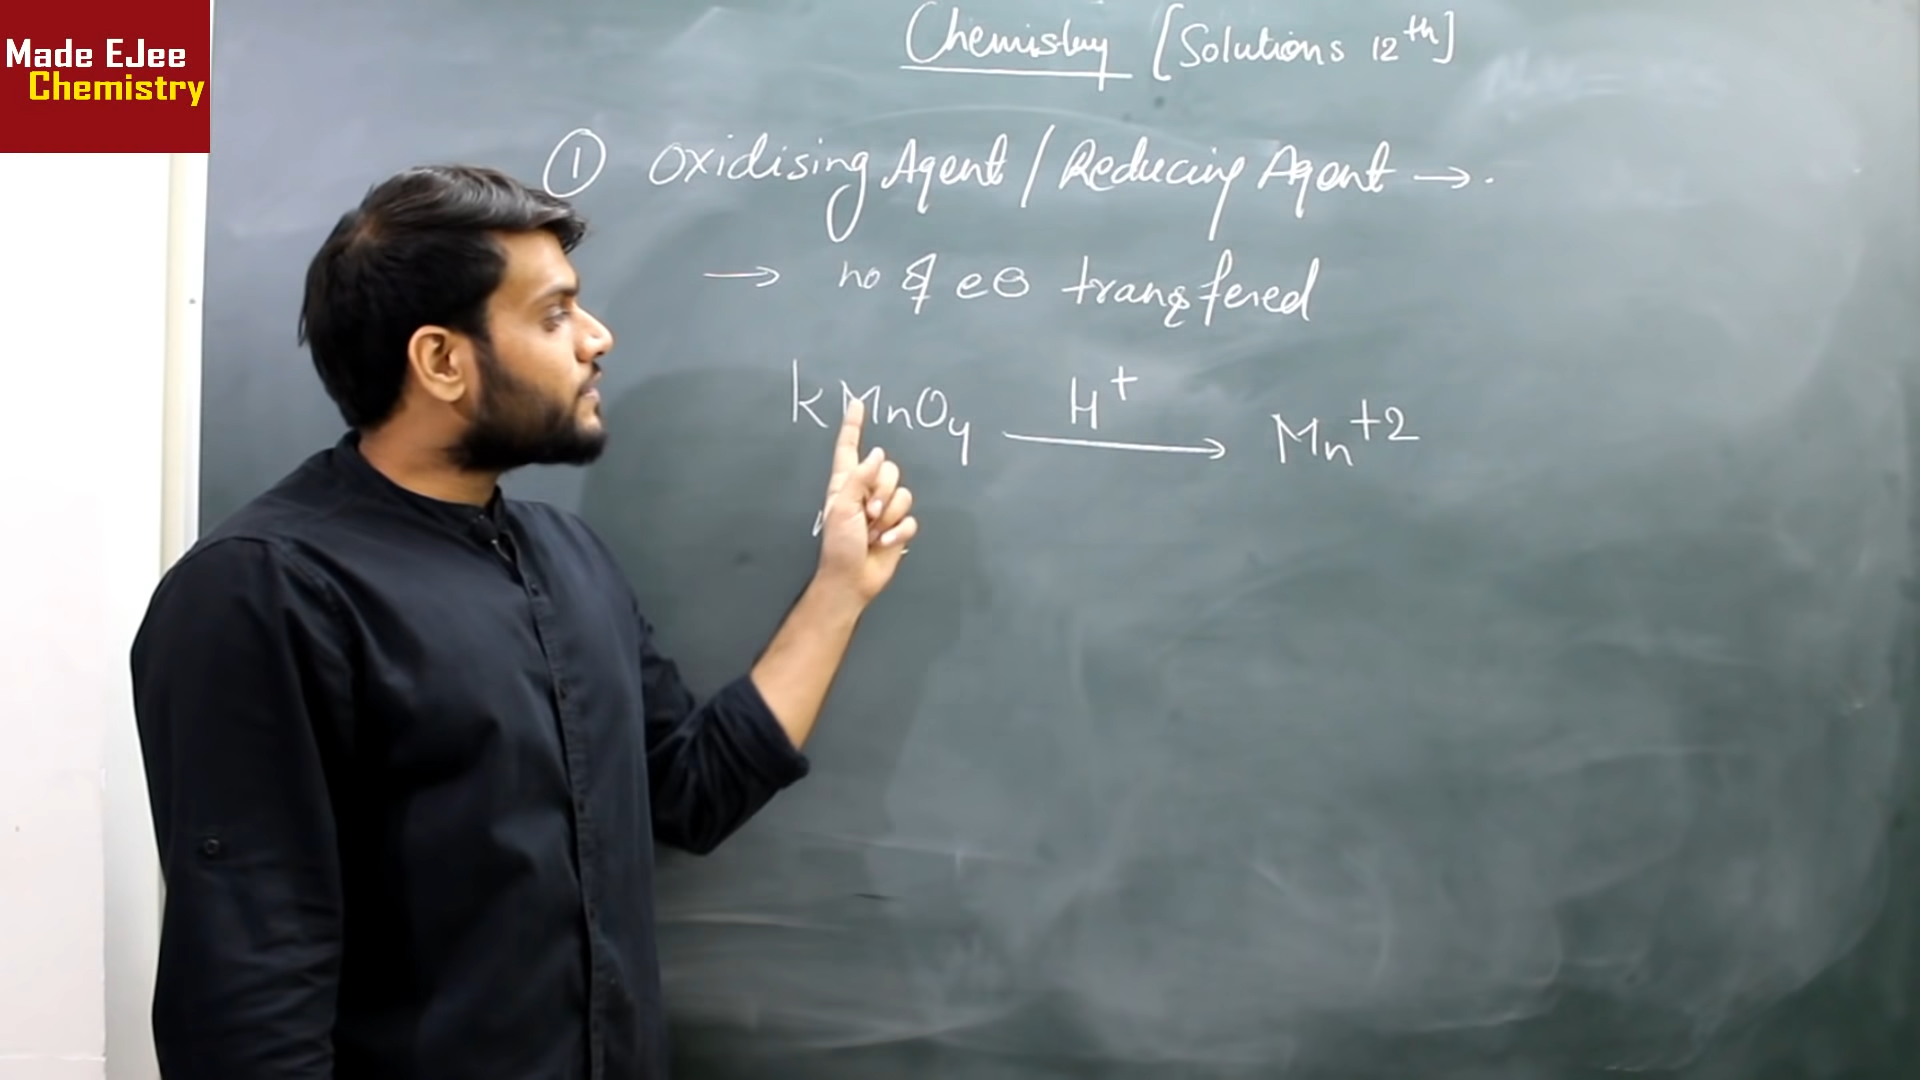 Made EJee
Chemistry
Chemistry [Solutions 12th]
① Oxidising Agent / Reducing Agent → .
→ no of e⊖ transfered
kMnO4 H+ → Mn+2